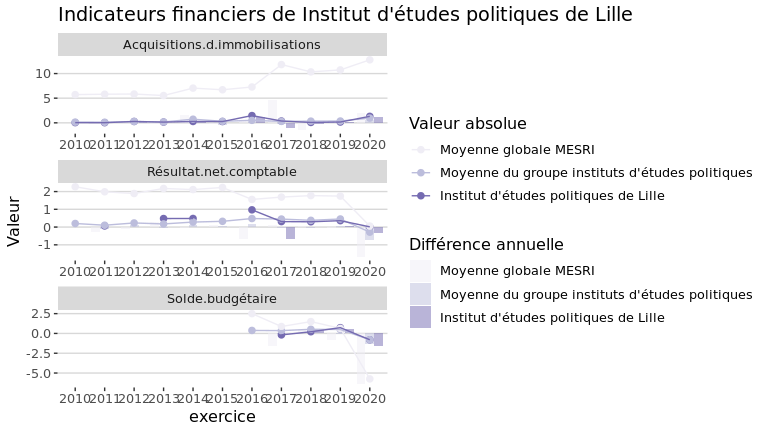 Indicateurs financiers de Institut d'études politiques de Lille
Acquisitions.d.immobilisations
10
5
0
2010 2011 2012 2013 2014 2015 2016 2017 2018 2019 2020
Résultat.net.comptable
2
1
0
-1
2010 2011 2012 2013 2014 2015 2016 2017 2018 2019 2020
Solde.budgétaire
2.5
0.0
-2.5
-5.0
2010 2011 2012 2013 2014 2015 2016 2017 2018 2019 2020
exercice
Valeur
Valeur absolue
Moyenne globale MESRI
Moyenne du groupe instituts d'études politiques
Institut d'études politiques de Lille
Différence annuelle
Moyenne globale MESRI
Moyenne du groupe instituts d'études politiques
Institut d'études politiques de Lille